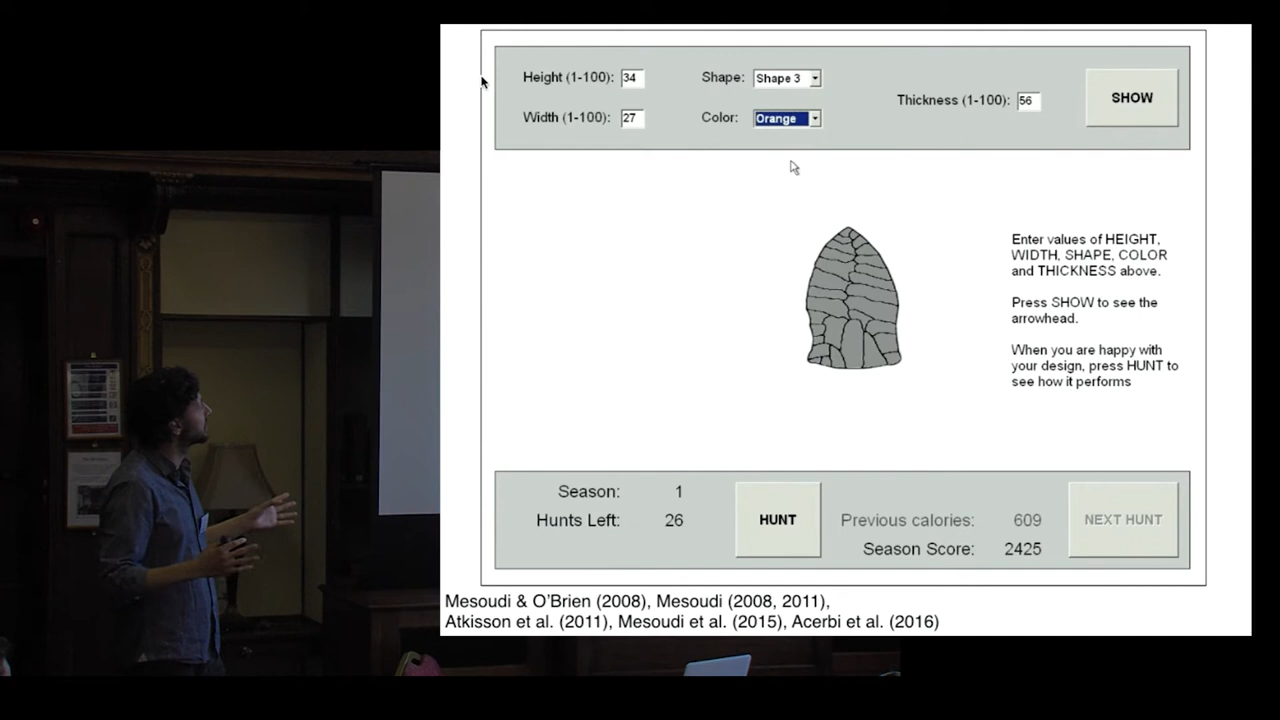 Height (1-100): 34
Shape: Shape 3
Thickness (1-100): 56
SHOW
Width (1-100): 27
Color: Orange
Enter values of HEIGHT,
WIDTH, SHAPE, COLOR
and THICKNESS above.
Press SHOW to see the
arrowhead.
When you are happy with
your design, press HUNT to
see how it performs
Season: 1
Hunts Left: 26
HUNT
Previous calories: 609
Season Score: 2425
NEXT HUNT
Mesoudi & O'Brien (2008), Mesoudi (2008, 2011),
Atkisson et al. (2011), Mesoudi et al. (2015), Acerbi et al. (2016)